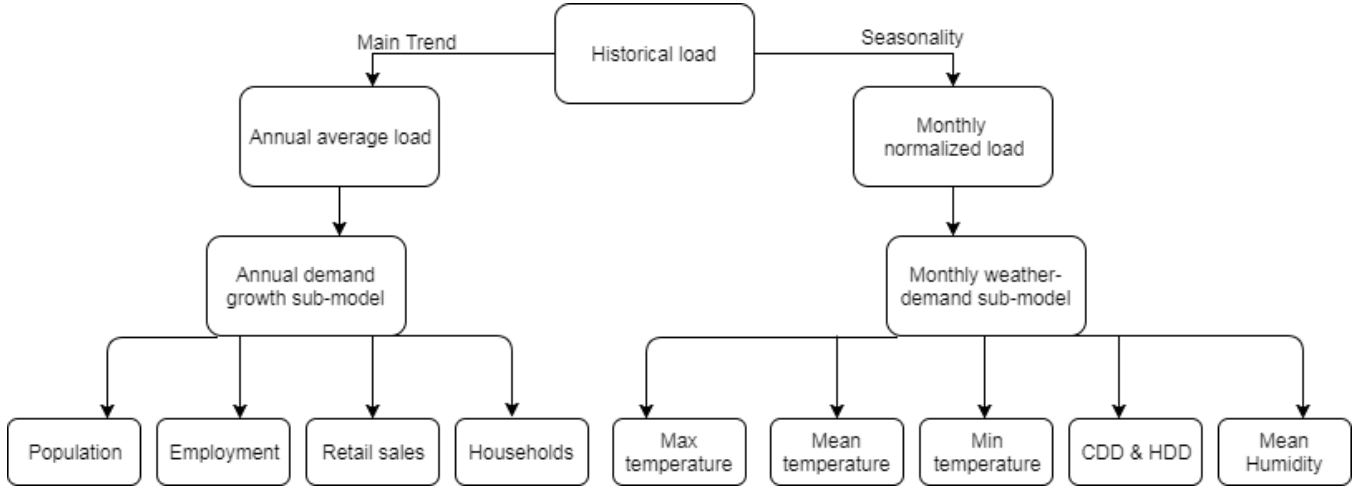 Main Trend
Historical load
Seasonality
Annual average load
Monthly
normalized load
Annual demand
growth sub-model
Monthly weather-
demand sub-model
Population
Employment
Retail sales
Households
Max
temperature
Mean
temperature
Min
temperature
CDD & HDD
Mean
Humidity